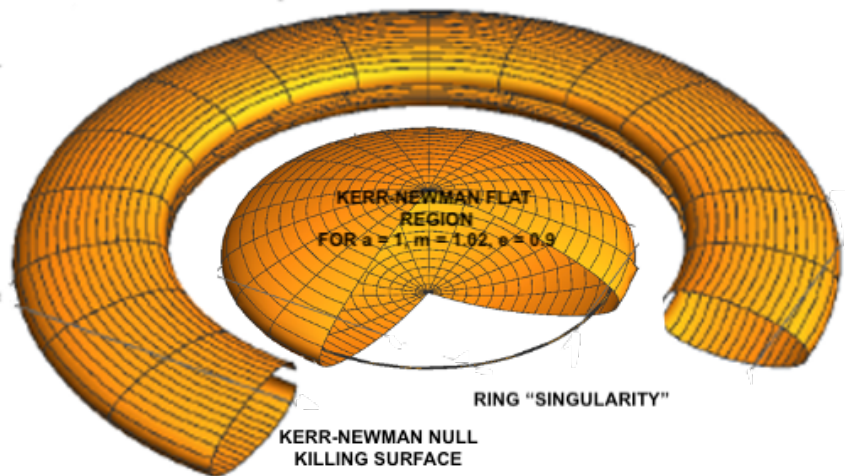 KERR-NEWMAN FLAT
REGION
FOR a = 1, m = 1.02, e = 0.9
RING “SINGULARITY”
KERR-NEWMAN NULL
KILLING SURFACE